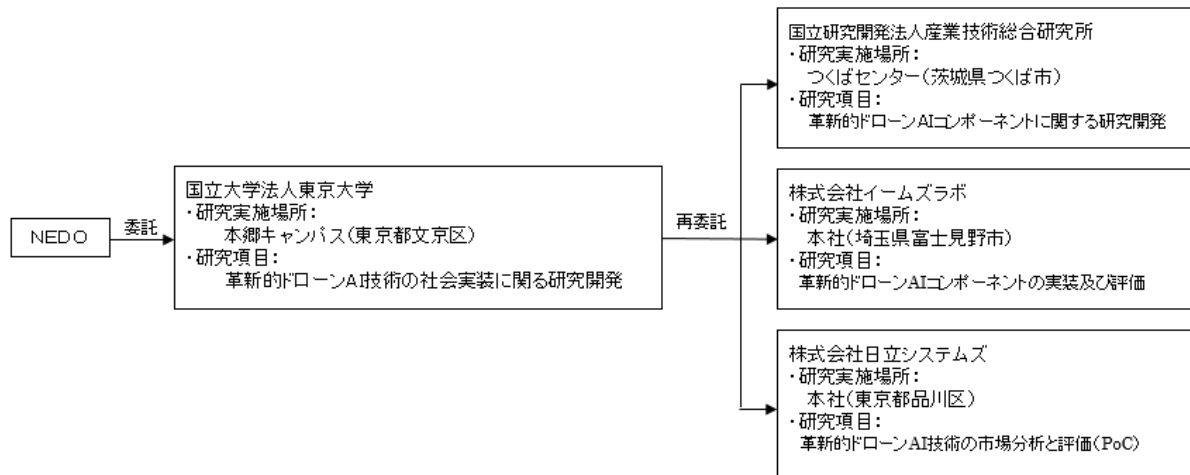 NEDO
委託
国立大学法人東京大学
・研究実施場所：
本郷キャンパス（東京都文京区）
・研究項目：
革新的ドローンAI技術の社会実装に関る研究開発
再委託
国立研究開発法人産業技術総合研究所
・研究実施場所：
つくばセンター（茨城県つくば市）
・研究項目：
革新的ドローンAIコンポーネントに関する研究開発
株式会社イームズラボ
・研究実施場所：
本社（埼玉県富士見野市）
・研究項目：
革新的ドローンAIコンポーネントの実装及び評価
株式会社日立システムズ
・研究実施場所：
本社（東京都品川区）
・研究項目：
革新的ドローンAI技術の市場分析と評価（PoC）